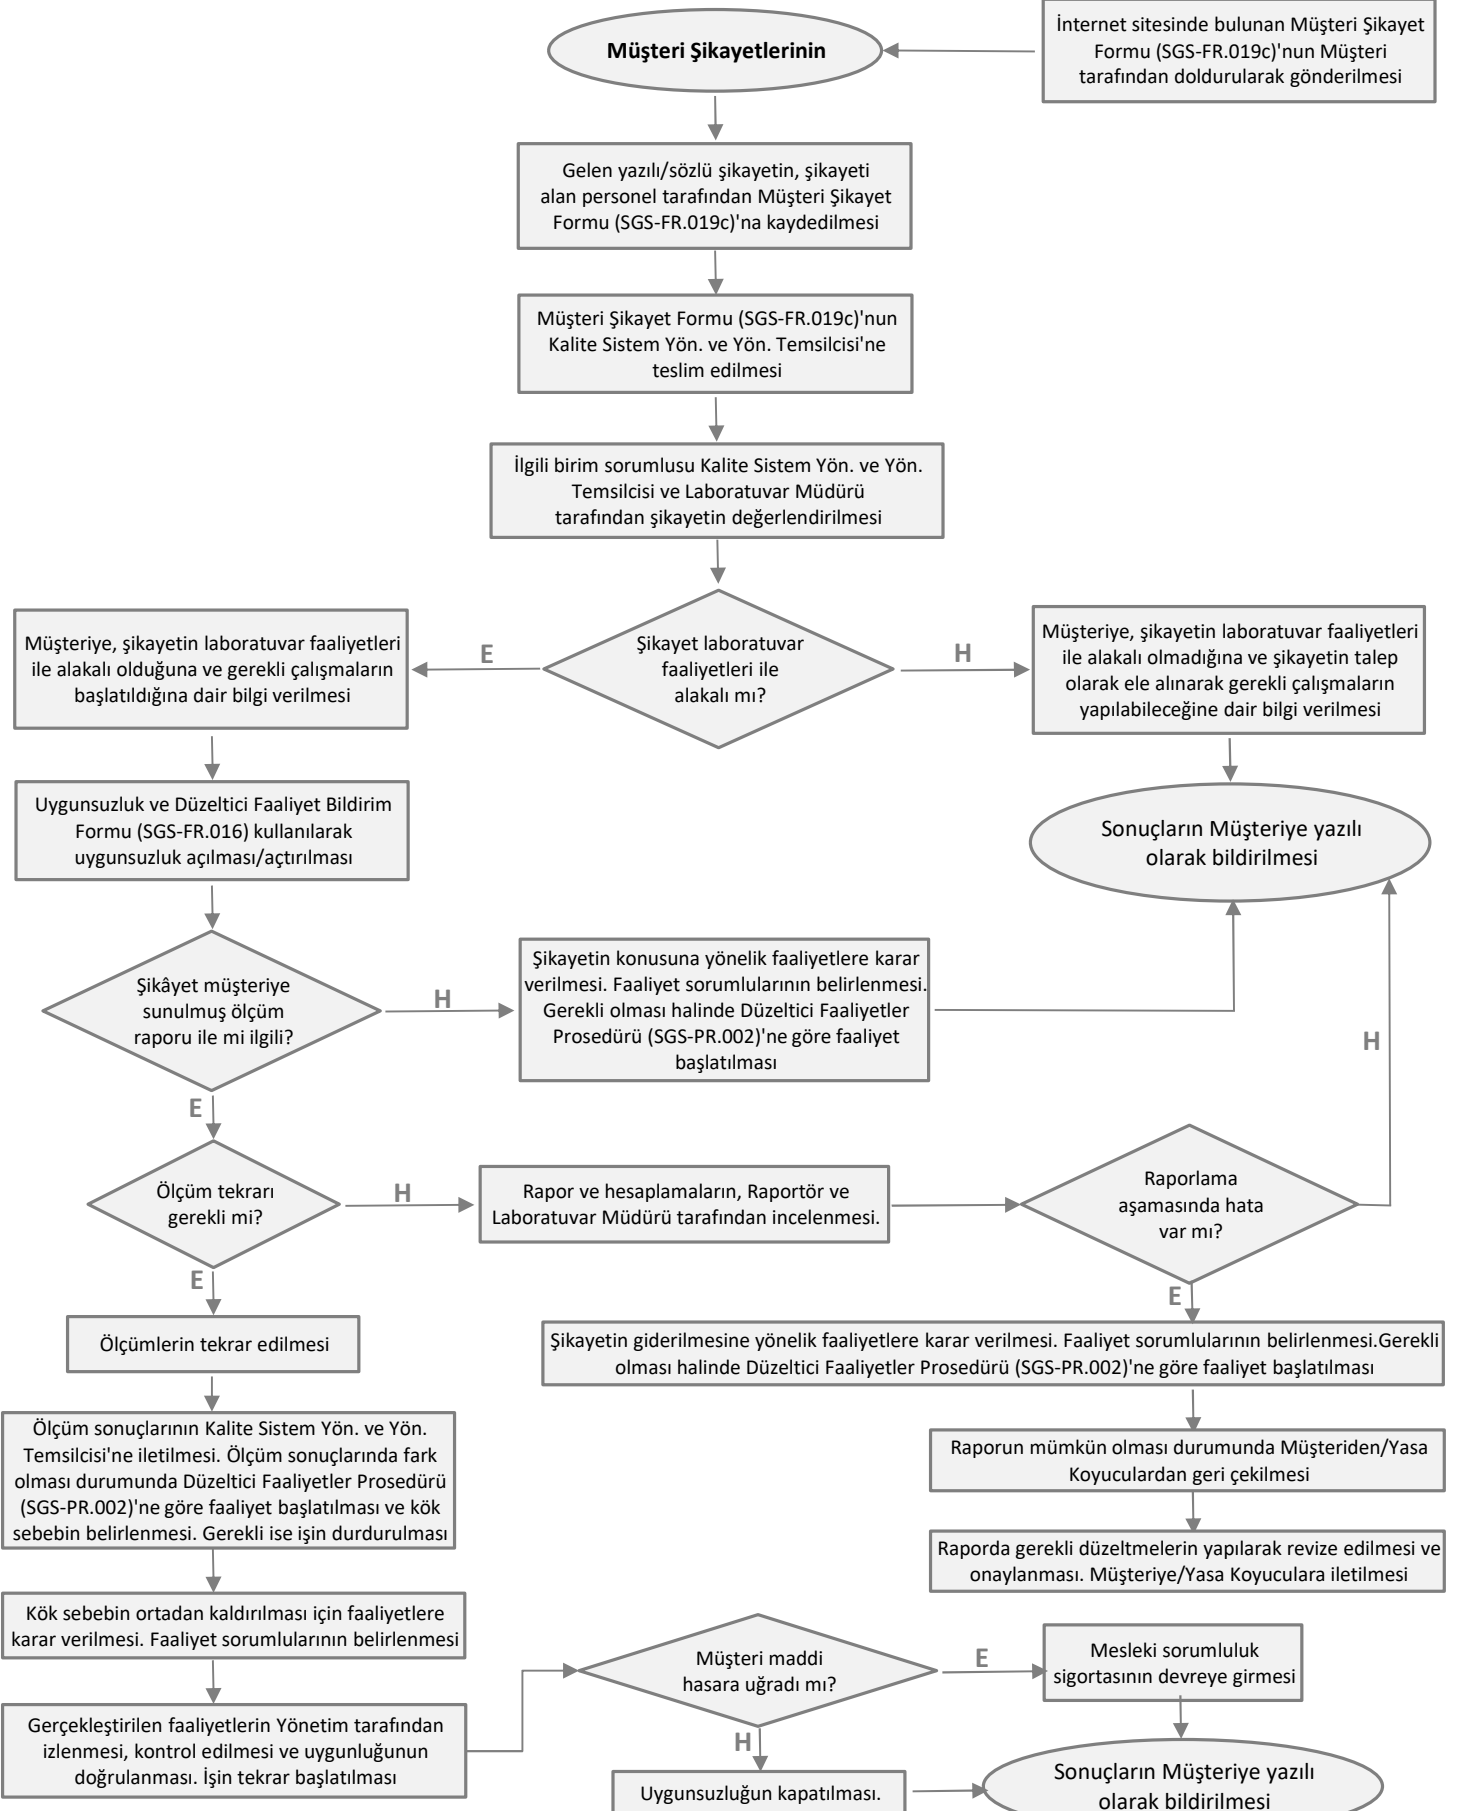 Müşteri Şikayetlerinin
İnternet sitesinde bulunan Müşteri Şikayet
Formu (SGS-FR.019c)'nun Müşteri
tarafından doldurularak gönderilmesi
Gelen yazılı/sözlü şikayetin, şikayeti
alan personel tarafından Müşteri Şikayet
Formu (SGS-FR.019c)'na kaydedilmesi
Müşteri Şikayet Formu (SGS-FR.019c)'nun
Kalite Sistem Yön. ve Yön. Temsilcisi'ne
teslim edilmesi
İlgili birim sorumlusu Kalite Sistem Yön. ve Yön.
Temsilcisi ve Laboratuvar Müdürü
tarafından şikayetin değerlendirilmesi
Şikayet laboratuvar
faaliyetleri ile
alakalı mı?
E
H
Müşteriye, şikayetin laboratuvar faaliyetleri
ile alakalı olduğuna ve gerekli çalışmaların
başlatıldığına dair bilgi verilmesi
Müşteriye, şikayetin laboratuvar faaliyetleri
ile alakalı olmadığına ve şikayetin talep
olarak ele alınarak gerekli çalışmaların
yapılabileceğine dair bilgi verilmesi
Uygunsuzluk ve Düzeltici Faaliyet Bildirim
Formu (SGS-FR.016) kullanılarak
uygunsuzluk açılması/açtırılması
Sonuçların Müşteriye yazılı
olarak bildirilmesi
Şikâyet müşteriye
sunulmuş ölçüm
raporu ile mi ilgili?
H
Şikayetin konusuna yönelik faaliyetlere karar
verilmesi. Faaliyet sorumlularının belirlenmesi.
Gerekli olması halinde Düzeltici Faaliyetler
Prosedürü (SGS-PR.002)'ne göre faaliyet
başlatılması
H
E
Ölçüm tekrarı
gerekli mi?
H
Rapor ve hesaplamaların, Raportör ve
Laboratuvar Müdürü tarafından incelenmesi.
Raporlama
aşamasında hata
var mı?
E
E
Ölçümlerin tekrar edilmesi
Şikayetin giderilmesine yönelik faaliyetlere karar verilmesi. Faaliyet sorumlularının belirlenmesi.Gerekli
olması halinde Düzeltici Faaliyetler Prosedürü (SGS-PR.002)'ne göre faaliyet başlatılması
Ölçüm sonuçlarının Kalite Sistem Yön. ve Yön.
Temsilcisi'ne iletilmesi. Ölçüm sonuçlarında fark
olması durumunda Düzeltici Faaliyetler Prosedürü
(SGS-PR.002)'ne göre faaliyet başlatılması ve kök
sebebin belirlenmesi. Gerekli ise işin durdurulması
Raporun mümkün olması durumunda Müşteriden/Yasa
Koyuculardan geri çekilmesi
Raporda gerekli düzeltmelerin yapılarak revize edilmesi ve
onaylanması. Müşteriye/Yasa Koyuculara iletilmesi
Kök sebebin ortadan kaldırılması için faaliyetlere
karar verilmesi. Faaliyet sorumlularının belirlenmesi
Müşteri maddi
hasara uğradı mı?
E
Mesleki sorumluluk
sigortasının devreye girmesi
Gerçekleştirilen faaliyetlerin Yönetim tarafından
izlenmesi, kontrol edilmesi ve uygunluğunun
doğrulanması. İşin tekrar başlatılması
H
Uygunsuzluğun kapatılması.
Sonuçların Müşteriye yazılı
olarak bildirilmesi